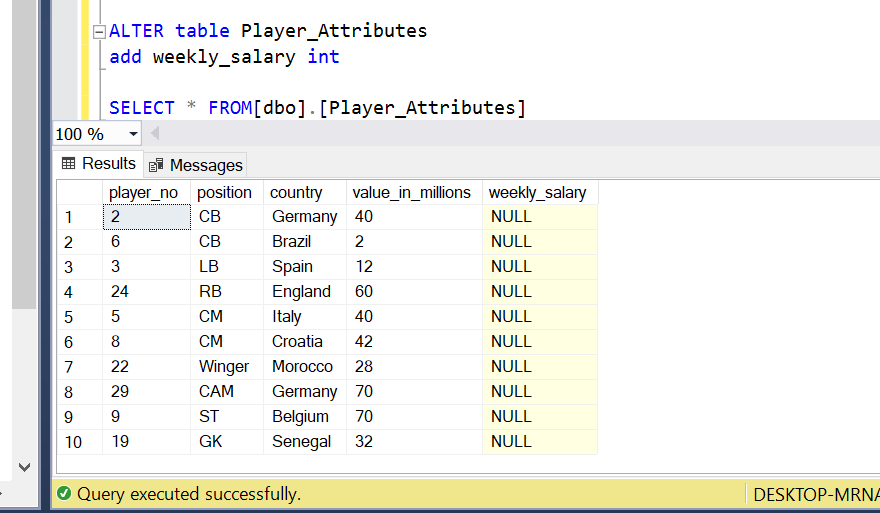 ALTER table Player_Attributes
add weekly_salary int
SELECT * FROM[dbo].[Player_Attributes]
100 %
Results Messages
player_no position country value_in_millions weekly_salary
1 2 CB Germany 40 NULL
2 6 CB Brazil 2 NULL
3 3 LB Spain 12 NULL
4 24 RB England 60 NULL
5 5 CM Italy 40 NULL
6 8 CM Croatia 42 NULL
7 22 Winger Morocco 28 NULL
8 29 CAM Germany 70 NULL
9 9 ST Belgium 70 NULL
10 19 GK Senegal 32 NULL
Query executed successfully. DESKTOP-MRNA